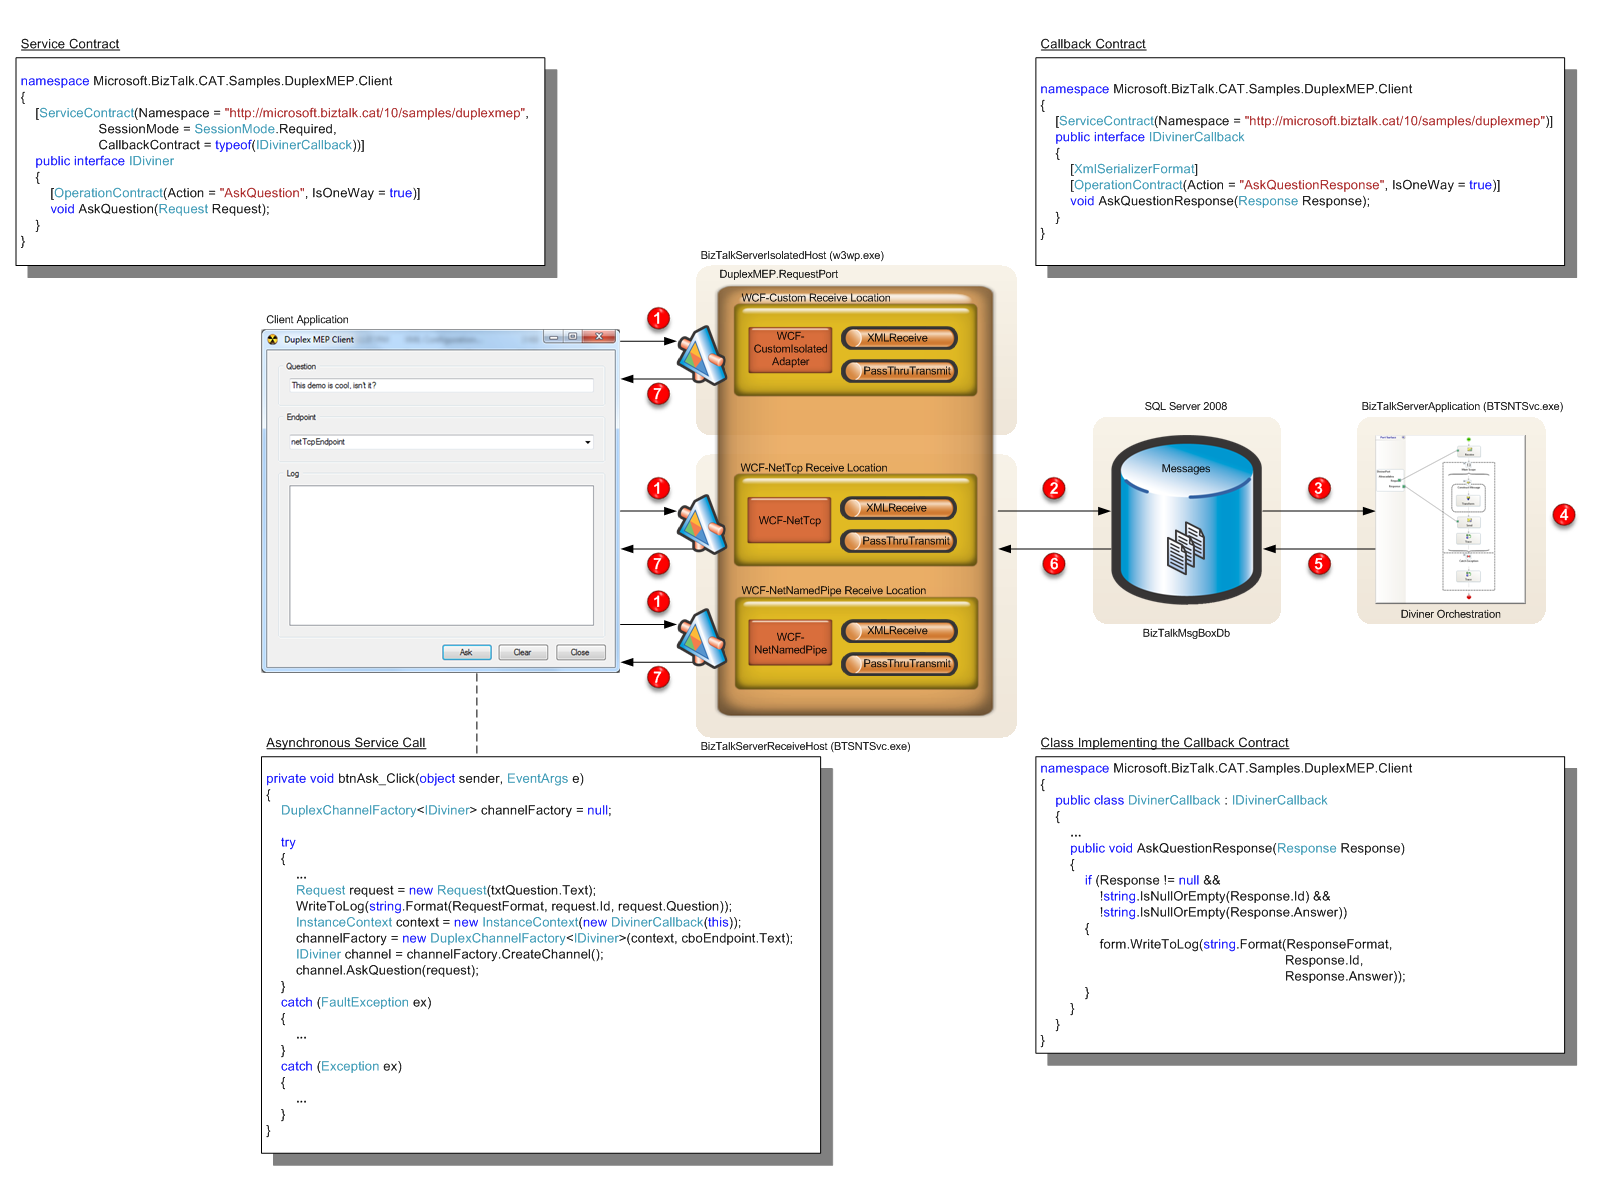 Service Contract
namespace Microsoft.BizTalk.CAT.Samples.DuplexMEP.Client
{
[ServiceContract(Namespace = "http://microsoft.biztalk.cat/10/samples/duplexmep",
SessionMode = SessionMode.Required,
CallbackContract = typeof(IDivinerCallback))]
public interface IDiviner
{
[OperationContract(Action = "AskQuestion", IsOneWay = true)]
void AskQuestion(Request Request);
}
}
Callback Contract
namespace Microsoft.BizTalk.CAT.Samples.DuplexMEP.Client
{
[ServiceContract(Namespace = "http://microsoft.biztalk.cat/10/samples/duplexmep")]
public interface IDivinerCallback
{
[XmlSerializerFormat]
[OperationContract(Action = "AskQuestionResponse", IsOneWay = true)]
void AskQuestionResponse(Response Response);
}
}
Client Application
Duplex MEP Client
Question
This demo is cool, isn't it?
Endpoint
netTcpEndpoint
Log
Ask
Clear
Close
1
7
1
7
1
7
BizTalkServerIsolatedHost (w3wp.exe)
DuplexMEP.RequestPort
WCF-Custom Receive Location
WCF-
CustomIsolated
Adapter
XMLReceive
PassThruTransmit
WCF-NetTcp Receive Location
WCF-NetTcp
XMLReceive
PassThruTransmit
WCF-NetNamedPipe Receive Location
WCF-
NetNamedPipe
XMLReceive
PassThruTransmit
BizTalkServerReceiveHost (BTSNTSvc.exe)
2
6
SQL Server 2008
Messages
BizTalkMsgBoxDb
3
5
BizTalkServerApplication (BTSNTSvc.exe)
Diviner Orchestration
4
Asynchronous Service Call
private void btnAsk_Click(object sender, EventArgs e)
{
DuplexChannelFactory<IDiviner> channelFactory = null;
try
{
...
Request request = new Request(txtQuestion.Text);
WriteToLog(string.Format(RequestFormat, request.Id, request.Question));
InstanceContext context = new InstanceContext(new DivinerCallback(this));
channelFactory = new DuplexChannelFactory<IDiviner>(context, cboEndpoint.Text);
IDiviner channel = channelFactory.CreateChannel();
channel.AskQuestion(request);
}
catch (FaultException ex)
{
...
}
catch (Exception ex)
{
...
}
}
Class Implementing the Callback Contract
namespace Microsoft.BizTalk.CAT.Samples.DuplexMEP.Client
{
public class DivinerCallback : IDivinerCallback
{
...
public void AskQuestionResponse(Response Response)
{
if (Response != null &&
!string.IsNullOrEmpty(Response.Id) &&
!string.IsNullOrEmpty(Response.Answer))
{
form.WriteToLog(string.Format(ResponseFormat,
Response.Id,
Response.Answer));
}
}
}
}